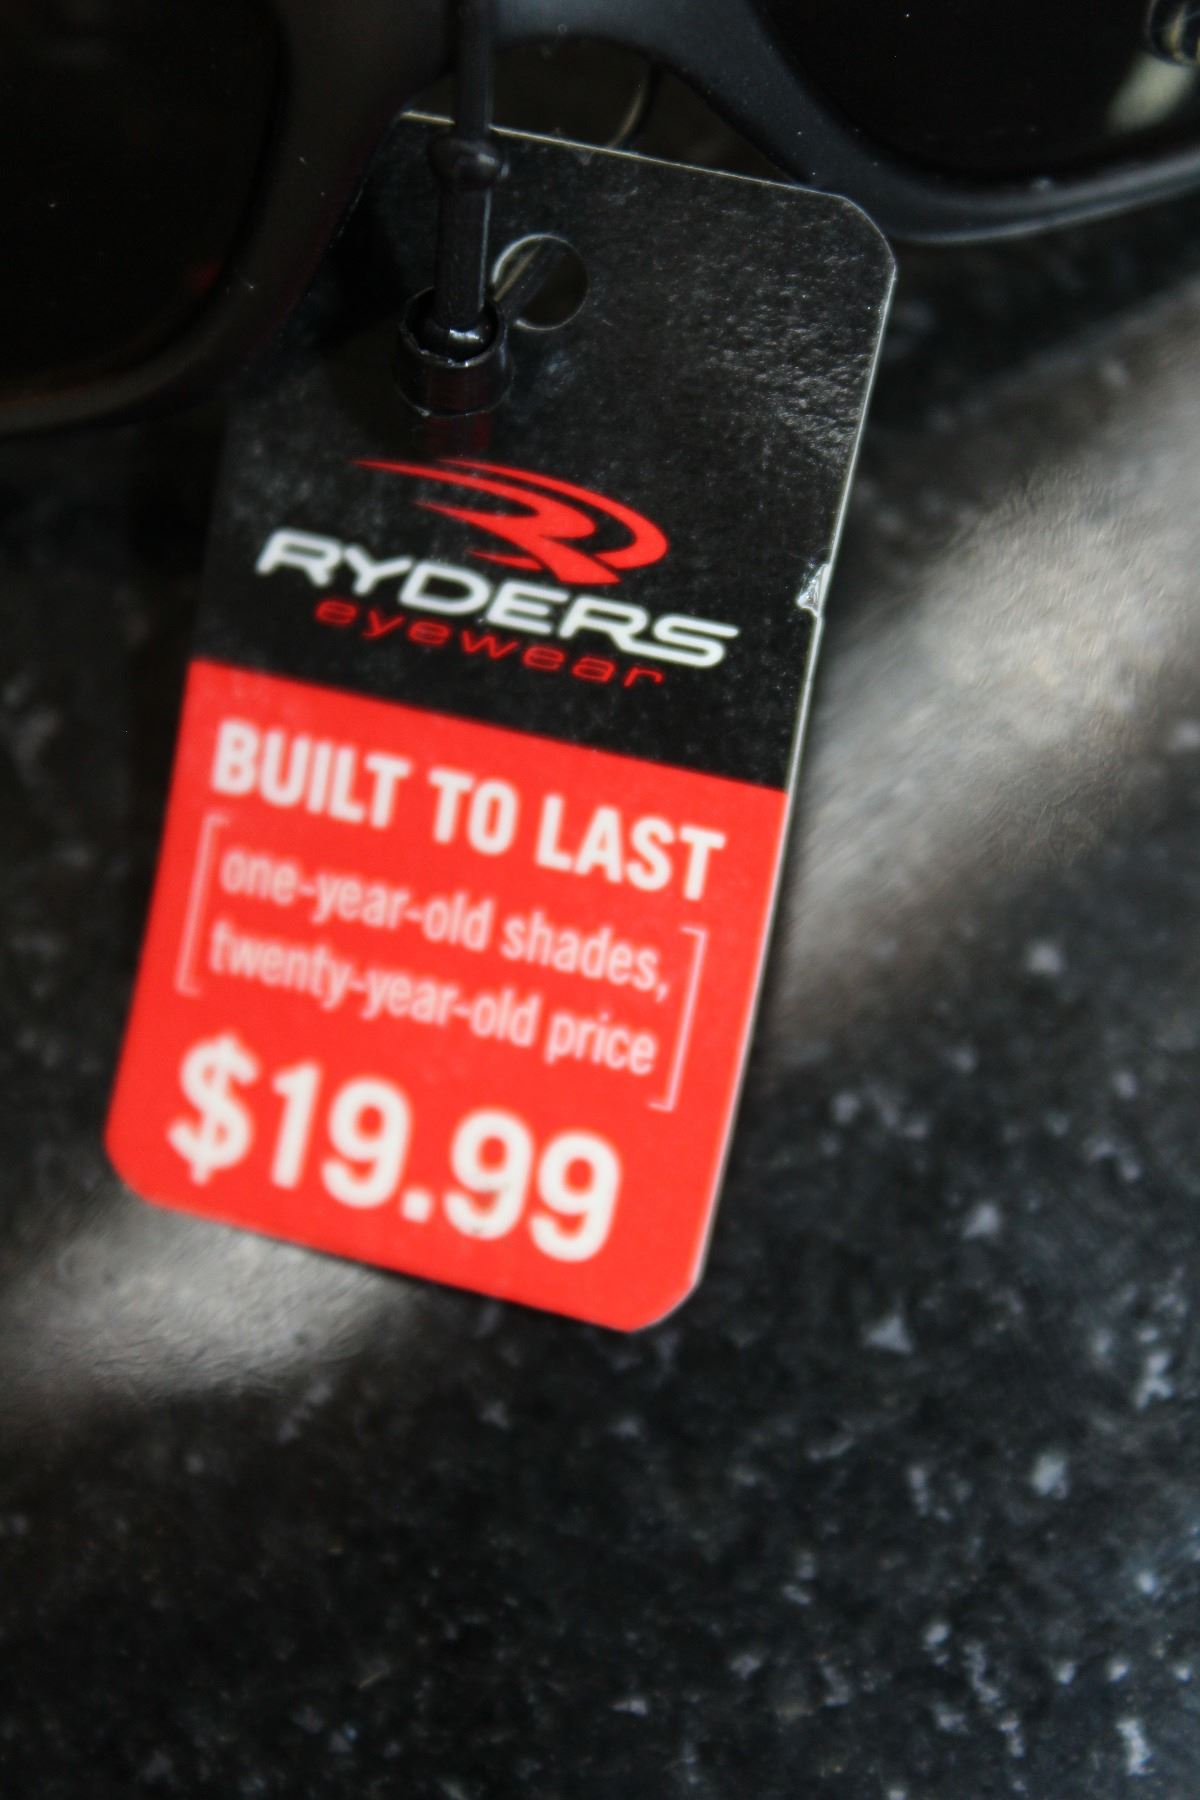 RYDERS
eyewear
BUILT TO LAST
one-year-old shades,
twenty-year-old price
$19.99